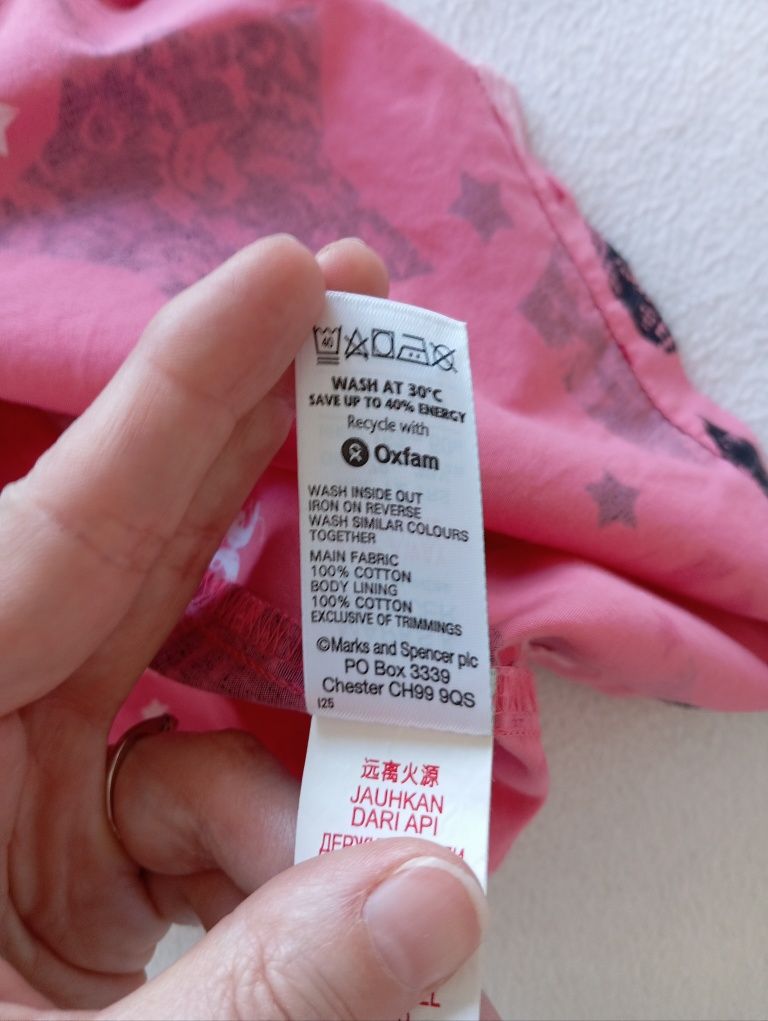 40
WASH AT 30°C
SAVE UP TO 40% ENERGY
Recycle with
Oxfam
WASH INSIDE OUT
IRON ON REVERSE
WASH SIMILAR COLOURS
TOGETHER
MAIN FABRIC
100% COTTON
BODY LINING
100% COTTON
EXCLUSIVE OF TRIMMINGS
©Marks and Spencer plc
PO Box 3339
Chester CH99 9QS
I25
远离火源
JAUHKAN
DARI API